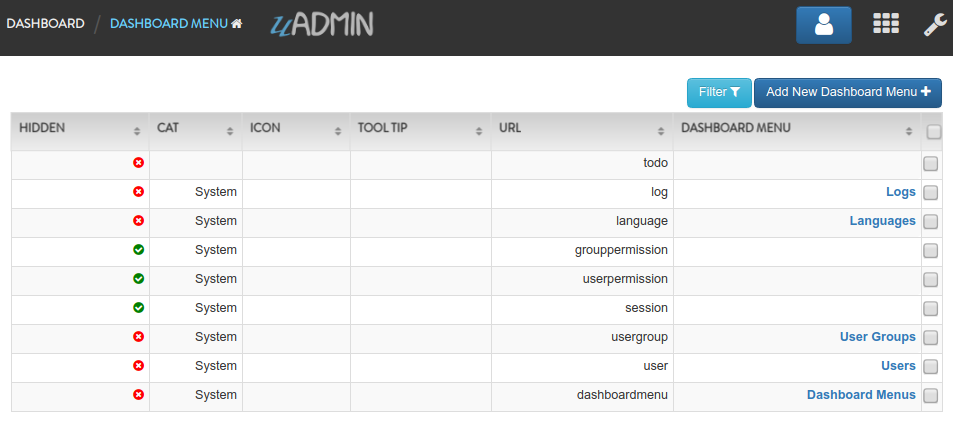 DASHBOARD / DASHBOARD MENU uADMIN
Filter Add New Dashboard Menu
HIDDEN CAT ICON TOOL TIP URL DASHBOARD MENU
todo
System log Logs
System language Languages
System grouppermission
System userpermission
System session
System usergroup User Groups
System user Users
System dashboardmenu Dashboard Menus